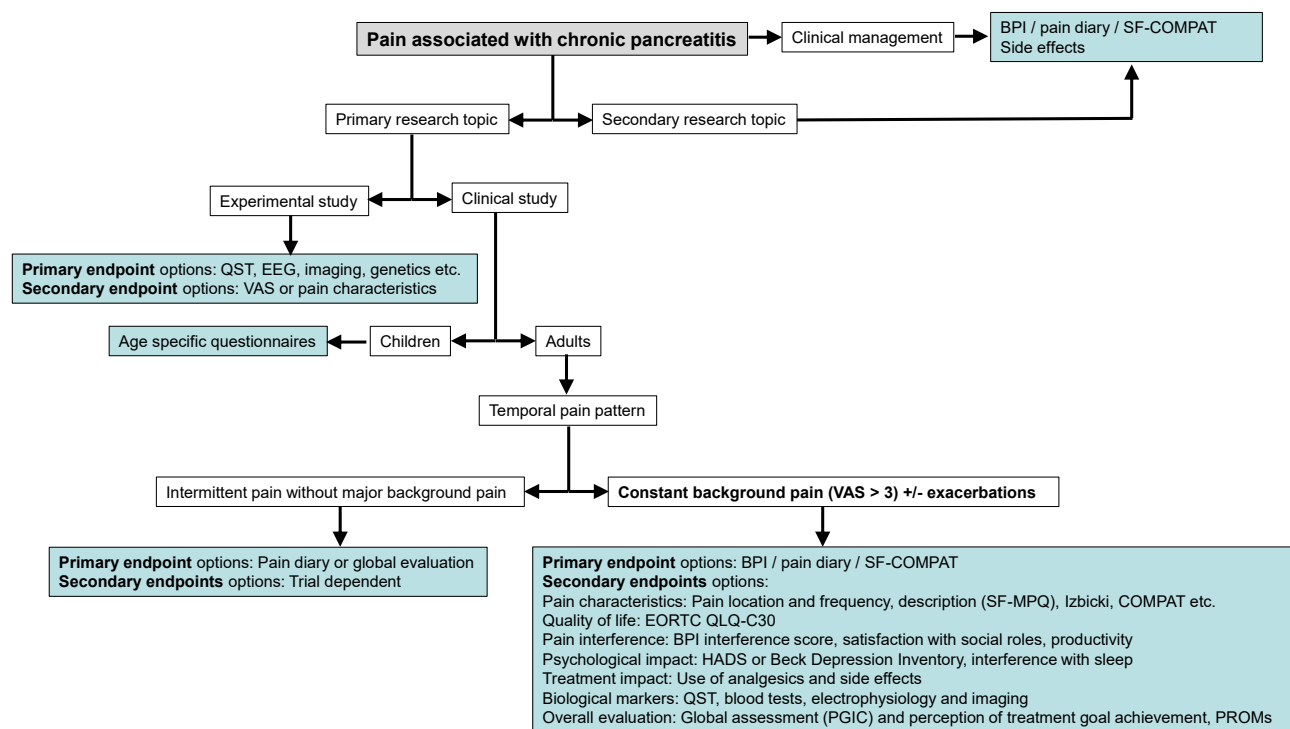 Pain associated with chronic pancreatitis
Clinical management
BPI / pain diary / SF-COMPAT
Side effects
Primary research topic
Secondary research topic
Experimental study
Clinical study
Primary endpoint options: QST, EEG, imaging, genetics etc.
Secondary endpoint options: VAS or pain characteristics
Age specific questionnaires
Children
Adults
Temporal pain pattern
Intermittent pain without major background pain
Constant background pain (VAS > 3) +/- exacerbations
Primary endpoint options: Pain diary or global evaluation
Secondary endpoints options: Trial dependent
Primary endpoint options: BPI / pain diary / SF-COMPAT
Secondary endpoints options:
Pain characteristics: Pain location and frequency, description (SF-MPQ), Izbicki, COMPAT etc.
Quality of life: EORTC QLQ-C30
Pain interference: BPI interference score, satisfaction with social roles, productivity
Psychological impact: HADS or Beck Depression Inventory, interference with sleep
Treatment impact: Use of analgesics and side effects
Biological markers: QST, blood tests, electrophysiology and imaging
Overall evaluation: Global assessment (PGIC) and perception of treatment goal achievement, PROMs